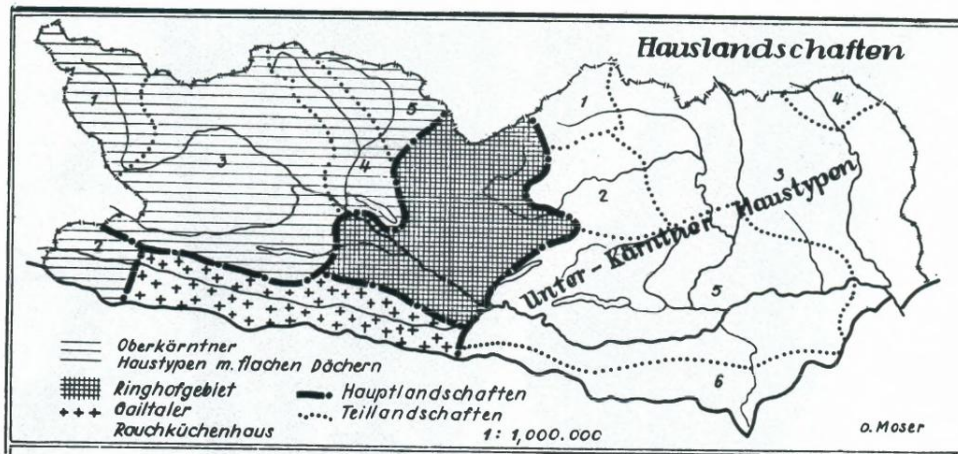 Hauslandschaften
1
3
4
5
2
1
2
3
4
5
6
Unter-Kärntner Haustypen
Oberkärntner
Haustypen m. flachen Dächern
Ringhofgebiet
Gailtaler
Rauchküchenhaus
Hauptlandschaften
Teillandschaften
1: 1,000.000
O. Moser